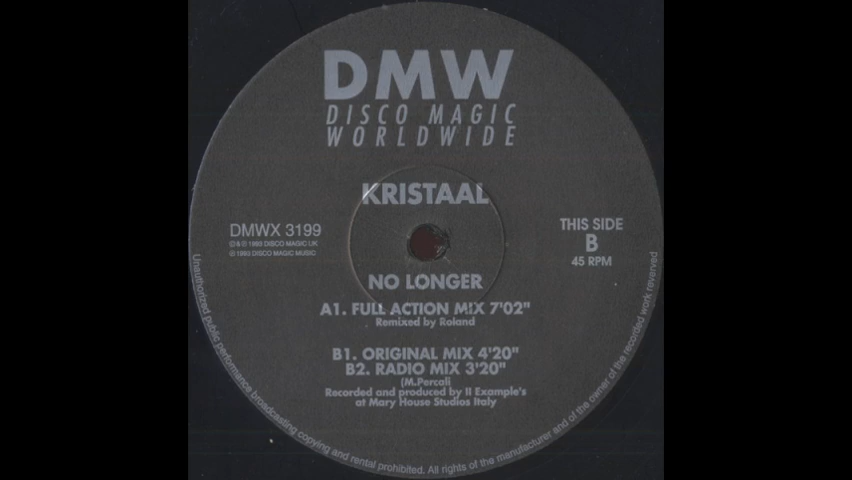 DMW
DISCO MAGIC
WORLDWIDE
KRISTAAL
DMWX 3199
℗ & © 1993 DISCO MAGIC UK
℗ 1993 DISCO MAGIC MUSIC
THIS SIDE
B
45 RPM
NO LONGER
A1. FULL ACTION MIX 7'02"
Remixed by Roland
B1. ORIGINAL MIX 4'20"
B2. RADIO MIX 3'20"
(M.Percali
Recorded and produced by II Example's
at Mary House Studios Italy
Unauthorized public performance broadcasting copying and rental prohibited. All rights of the manufacturer and of the owner of the recorded work reverved